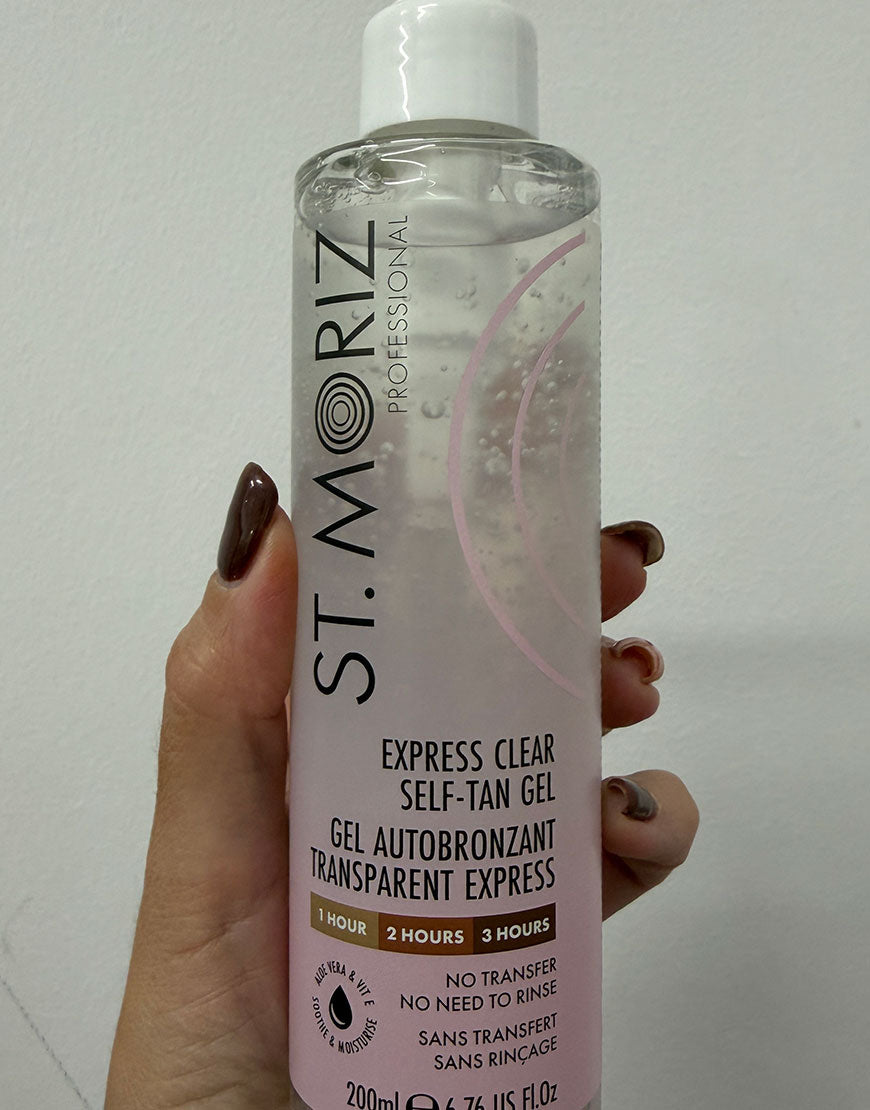 ST. MORIZ
PROFESSIONAL
EXPRESS CLEAR
SELF-TAN GEL
GEL AUTOBRONZANT
TRANSPARENT EXPRESS
1 HOUR 2 HOURS 3 HOURS
ALOE VERA & VIT E
SOOTHE & MOISTURISE
NO TRANSFER
NO NEED TO RINSE
SANS TRANSFERT
SANS RINÇAGE
200ml ℮ 6.76 US Fl.Oz